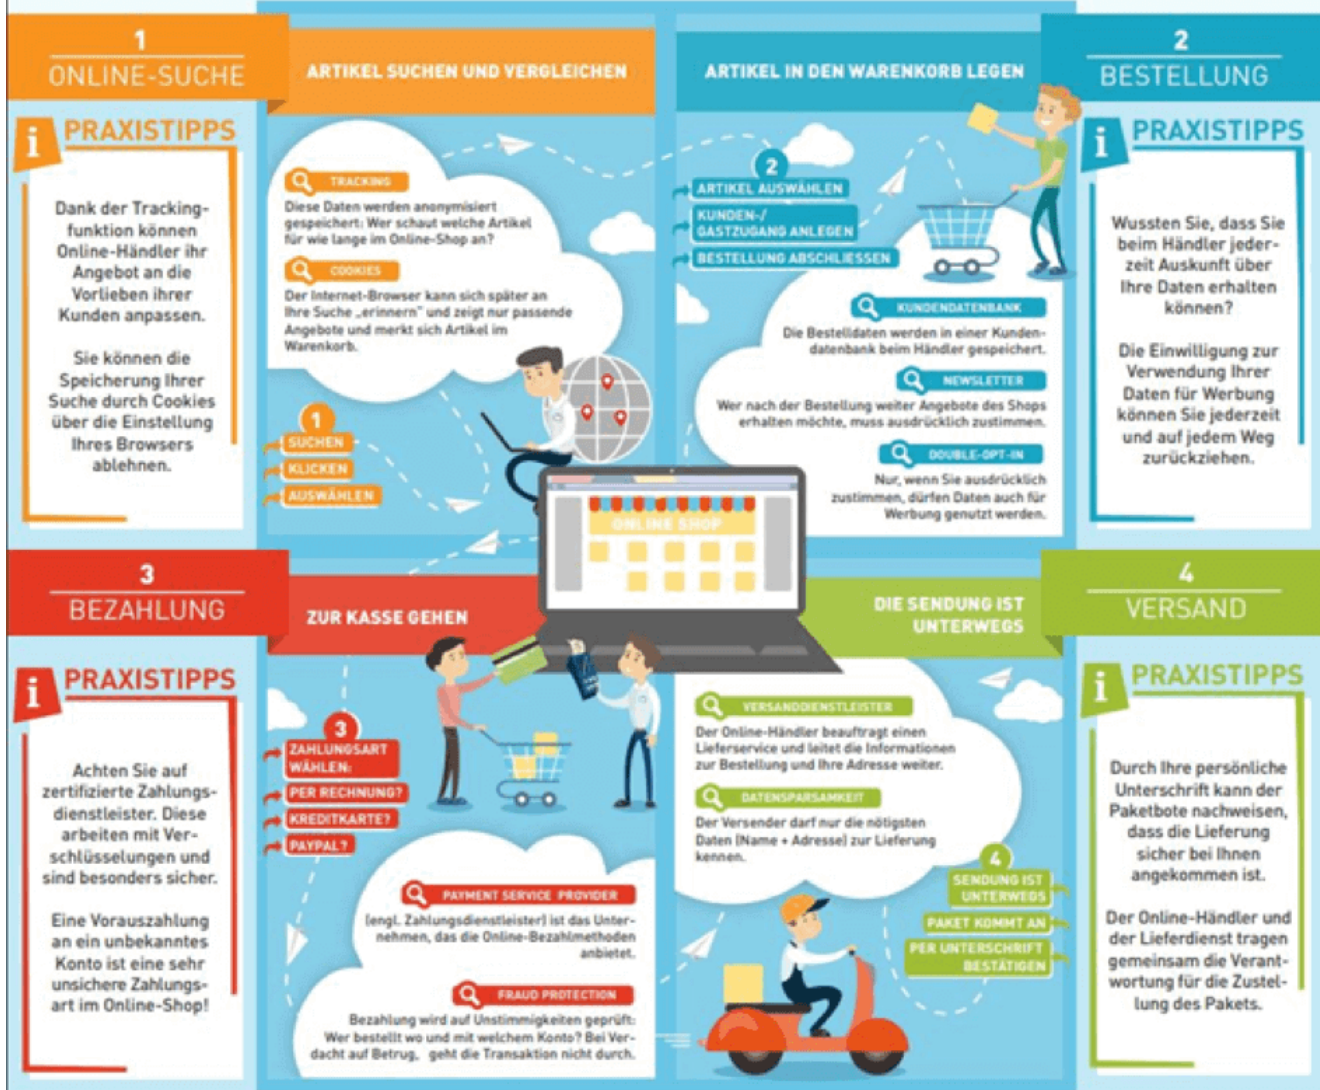 1
ONLINE-SUCHE
ARTIKEL SUCHEN UND VERGLEICHEN
PRAXISTIPPS
Dank der Tracking-
funktion können
Online-Händler ihr
Angebot an die
Vorlieben ihrer
Kunden anpassen.
Sie können die
Speicherung Ihrer
Suche durch Cookies
über die Einstellung
Ihres Browsers
ablehnen.
TRACKING
Diese Daten werden anonymisiert
gespeichert: Wer schaut welche Artikel
für wie lange im Online-Shop an?
COOKIES
Der Internet-Browser kann sich später an
Ihre Suche „erinnern" und zeigt nur passende
Angebote und merkt sich Artikel im
Warenkorb.
1
SUCHEN
KLICKEN
AUSWÄHLEN
ARTIKEL IN DEN WARENKORB LEGEN
2
BESTELLUNG
2
ARTIKEL AUSWÄHLEN
KUNDEN-/
GASTZUGANG ANLEGEN
BESTELLUNG ABSCHLIESSEN
KUNDENDATENBANK
Die Bestelldaten werden in einer Kunden-
datenbank beim Händler gespeichert.
NEWSLETTER
Wer nach der Bestellung weiter Angebote des Shops
erhalten möchte, muss ausdrücklich zustimmen.
DOUBLE-OPT-IN
Nur, wenn Sie ausdrücklich
zustimmen, dürfen Daten auch für
Werbung genutzt werden.
PRAXISTIPPS
Wussten Sie, dass Sie
beim Händler jeder-
zeit Auskunft über
Ihre Daten erhalten
können?
Die Einwilligung zur
Verwendung Ihrer
Daten für Werbung
können Sie jederzeit
und auf jedem Weg
zurückziehen.
ONLINE SHOP
3
BEZAHLUNG
ZUR KASSE GEHEN
PRAXISTIPPS
Achten Sie auf
zertifizierte Zahlungs-
dienstleister. Diese
arbeiten mit Ver-
schlüsselungen und
sind besonders sicher.
Eine Vorauszahlung
an ein unbekanntes
Konto ist eine sehr
unsichere Zahlungs-
art im Online-Shop!
3
ZAHLUNGSART
WÄHLEN:
PER RECHNUNG?
KREDITKARTE?
PAYPAL?
PAYMENT SERVICE PROVIDER
(engl. Zahlungsdienstleister) ist das Unter-
nehmen, das die Online-Bezahlmethoden
anbietet.
FRAUD PROTECTION
Bezahlung wird auf Unstimmigkeiten geprüft:
Wer bestellt wo und mit welchem Konto? Bei Ver-
dacht auf Betrug, geht die Transaktion nicht durch.
DIE SENDUNG IST
UNTERWEGS
4
VERSAND
VERSANDDIENSTLEISTER
Der Online-Händler beauftragt einen
Lieferservice und leitet die Informationen
zur Bestellung und Ihre Adresse weiter.
DATENSPARSAMKEIT
Der Versender darf nur die nötigsten
Daten (Name + Adresse) zur Lieferung
kennen.
4
SENDUNG IST
UNTERWEGS
PAKET KOMMT AN
PER UNTERSCHRIFT
BESTÄTIGEN
PRAXISTIPPS
Durch Ihre persönliche
Unterschrift kann der
Paketbote nachweisen,
dass die Lieferung
sicher bei Ihnen
angekommen ist.
Der Online-Händler und
der Lieferdienst tragen
gemeinsam die Verant-
wortung für die Zustel-
lung des Pakets.